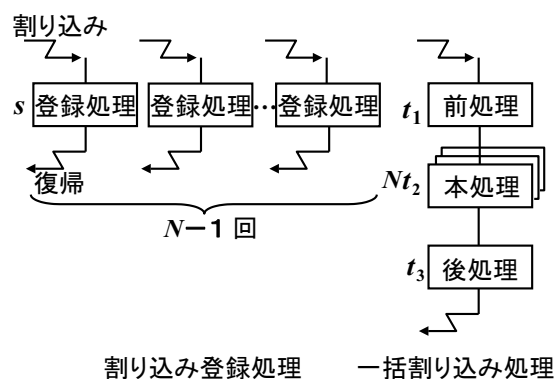 割り込み
s 登録処理 登録処理 … 登録処理 t₁ 前処理
復帰 Nt₂ 本処理
N−1 回
t₃ 後処理
割り込み登録処理 一括割り込み処理